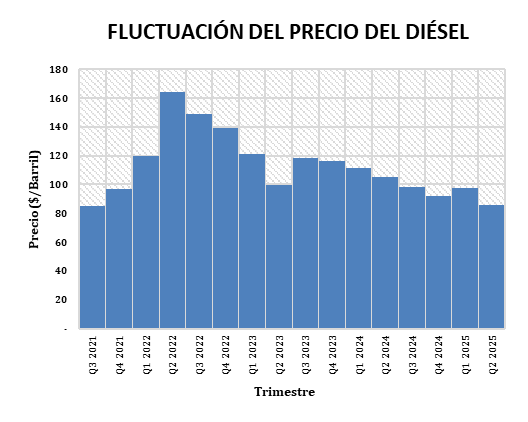 FLUCTUACIÓN DEL PRECIO DEL DIÉSEL
180
160
140
120
100
80
60
40
20
-
Precio ($/Barril)
Q3 2021
Q4 2021
Q1 2022
Q2 2022
Q3 2022
Q4 2022
Q1 2023
Q2 2023
Q3 2023
Q4 2023
Q1 2024
Q2 2024
Q3 2024
Q4 2024
Q1 2025
Q2 2025
Trimestre